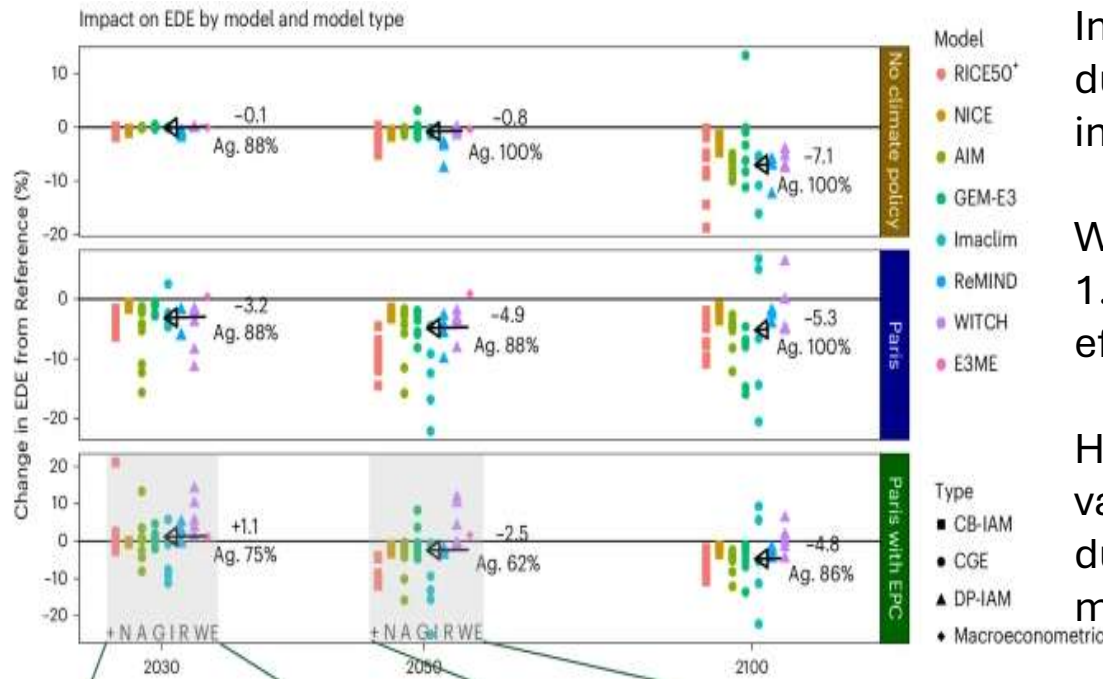 Impact on EDE by model and model type
Change in EDE from Reference (%)
10
0
-10
-20
−0.1
Ag. 88%
−0.8
Ag. 100%
−7.1
Ag. 100%
No climate policy
0
-10
-20
−3.2
Ag. 88%
−4.9
Ag. 88%
−5.3
Ag. 100%
Paris
20
10
0
-10
-20
+1.1
Ag. 75%
−2.5
Ag. 62%
−4.8
Ag. 86%
Paris with EPC
+ N A G I R W E
+ N A G I R W E
2030
2050
2100
Model
RICE50+
NICE
AIM
GEM-E3
Imaclim
ReMIND
WITCH
E3ME
Type
CB-IAM
CGE
DP-IAM
Macroeconometric
In
du
in
W
1.
ef
H
va
du
m